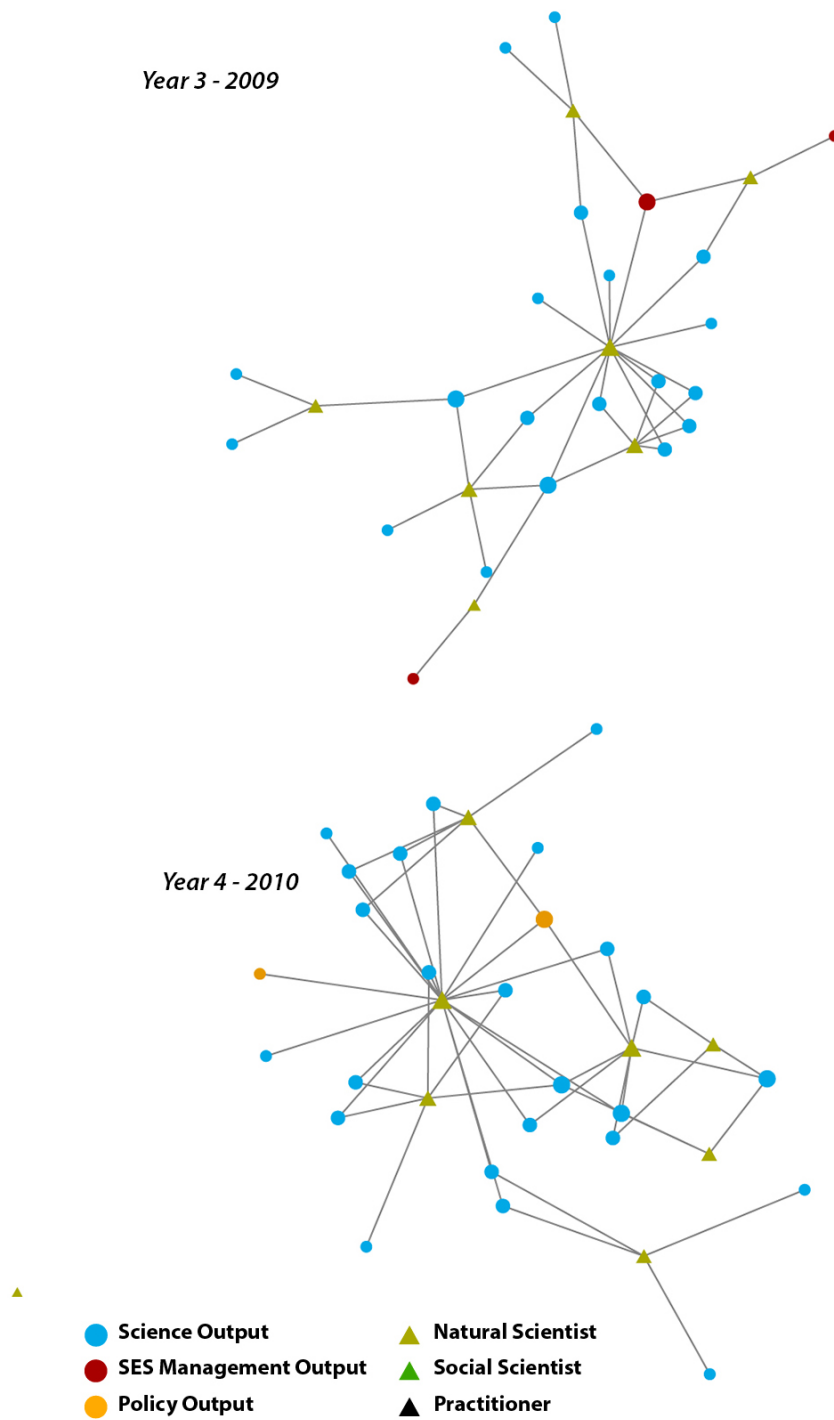 Year 3 - 2009
Year 4 - 2010
Science Output
Natural Scientist
SES Management Output
Social Scientist
Policy Output
Practitioner